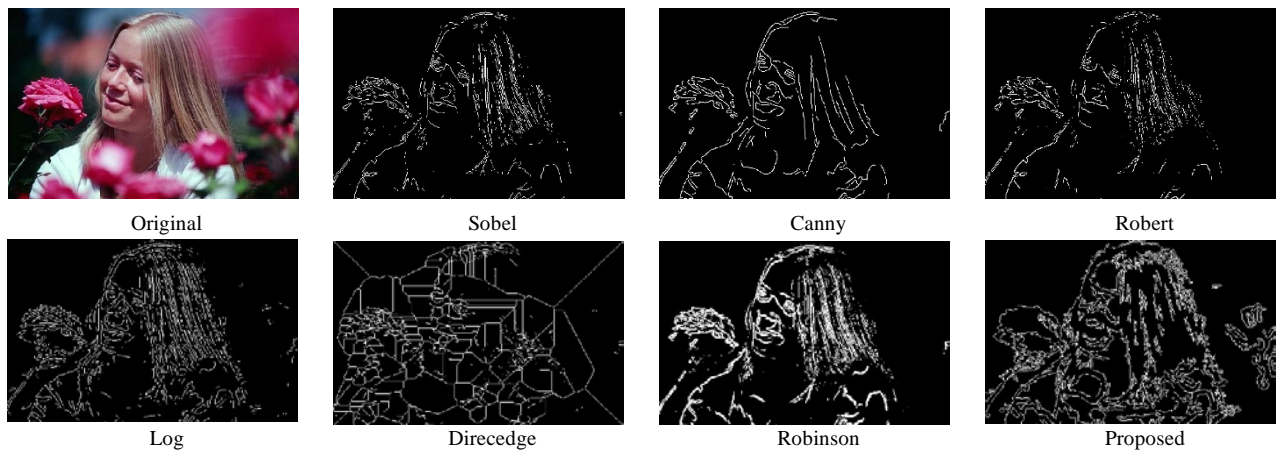 Original
Sobel
Canny
Robert
Log
Direcedge
Robinson
Proposed